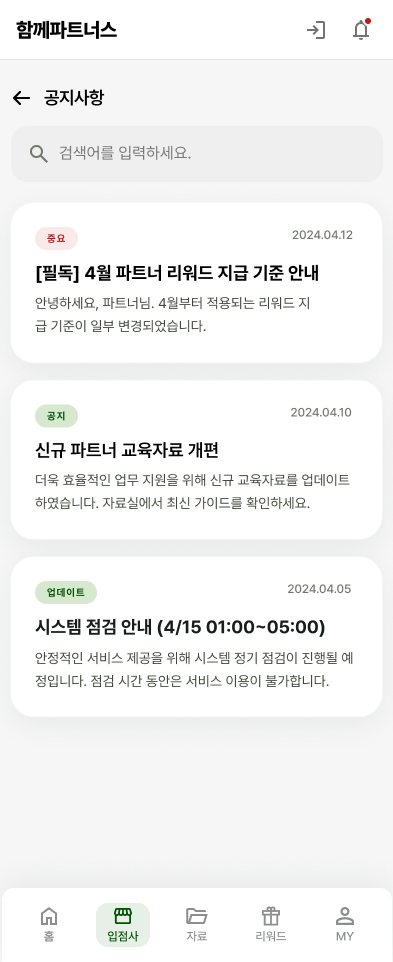 함께파트너스
공지사항
검색어를 입력하세요.
중요
2024.04.12
[필독] 4월 파트너 리워드 지급 기준 안내
안녕하세요, 파트너님. 4월부터 적용되는 리워드 지
급 기준이 일부 변경되었습니다.
공지
2024.04.10
신규 파트너 교육자료 개편
더욱 효율적인 업무 지원을 위해 신규 교육자료를 업데이트
하였습니다. 자료실에서 최신 가이드를 확인하세요.
업데이트
2024.04.05
시스템 점검 안내 (4/15 01:00~05:00)
안정적인 서비스 제공을 위해 시스템 정기 점검이 진행될 예
정입니다. 점검 시간 동안은 서비스 이용이 불가합니다.
홈
입점사
자료
리워드
MY